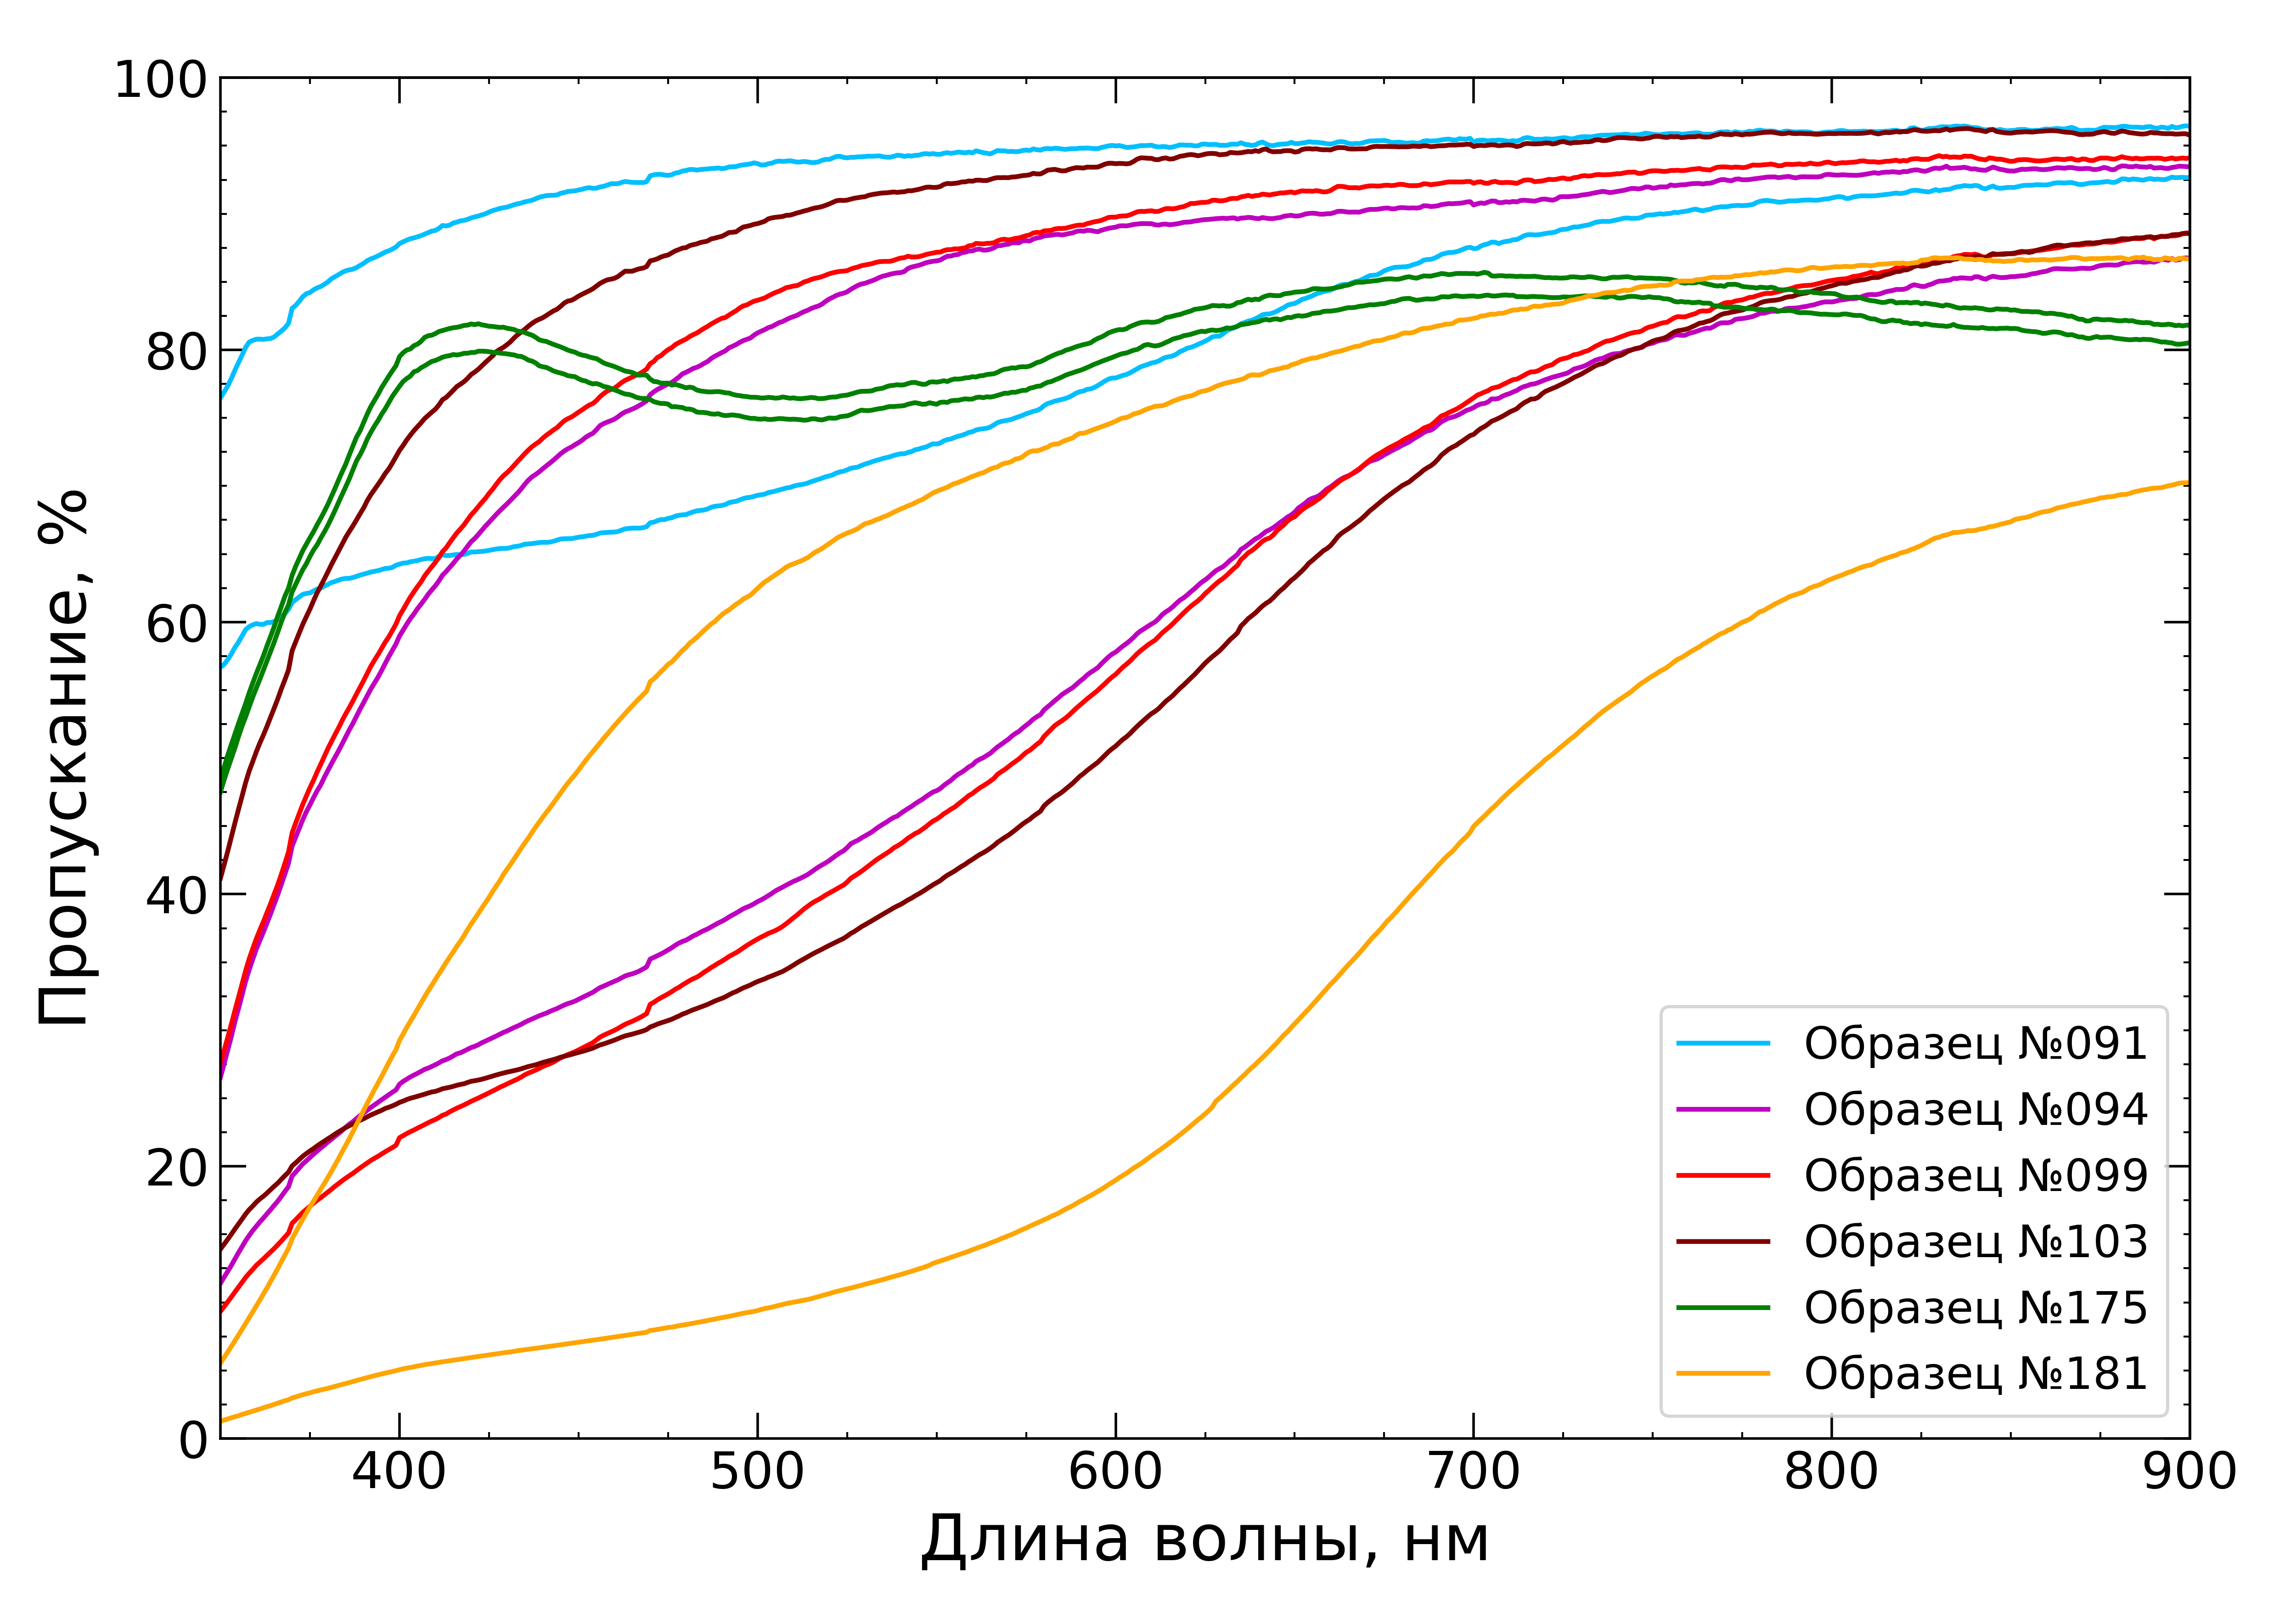 Пропускание, %
100
80
60
40
20
0
400 500 600 700 800 900
Длина волны, нм
Образец №091
Образец №094
Образец №099
Образец №103
Образец №175
Образец №181